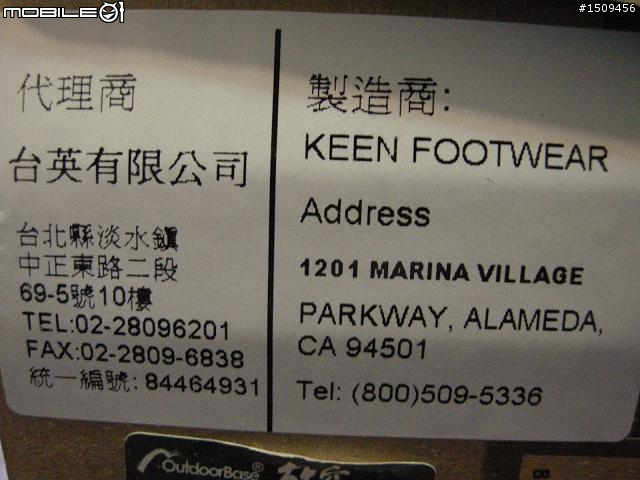 MOBILE01
#1509456
代理商
台英有限公司
台北縣淡水鎮
中正東路二段
69-5號10樓
TEL:02-28096201
FAX:02-2809-6838
統一編號: 84464931
製造商:
KEEN FOOTWEAR
Address
1201 MARINA VILLAGE
PARKWAY, ALAMEDA,
CA 94501
Tel: (800)509-5336
OutdoorBase®